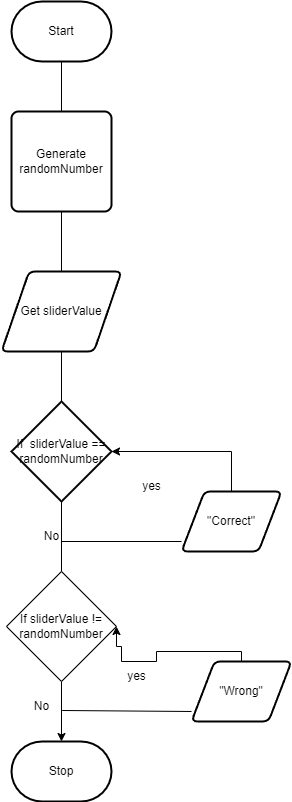 Start
Generate
randomNumber
Get sliderValue
If sliderValue ==
randomNumber
yes
"Correct"
No
If sliderValue !=
randomNumber
yes
"Wrong"
No
Stop